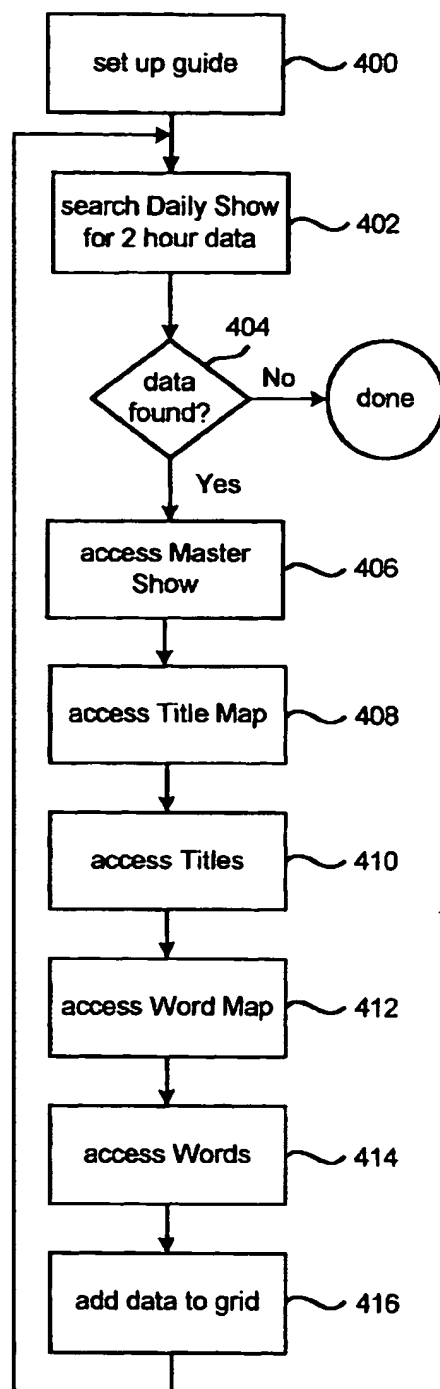 set up guide
400
search Daily Show
for 2 hour data
402
404
data
found?
No
done
Yes
access Master
Show
406
access Title Map
408
access Titles
410
access Word Map
412
access Words
414
add data to grid
416